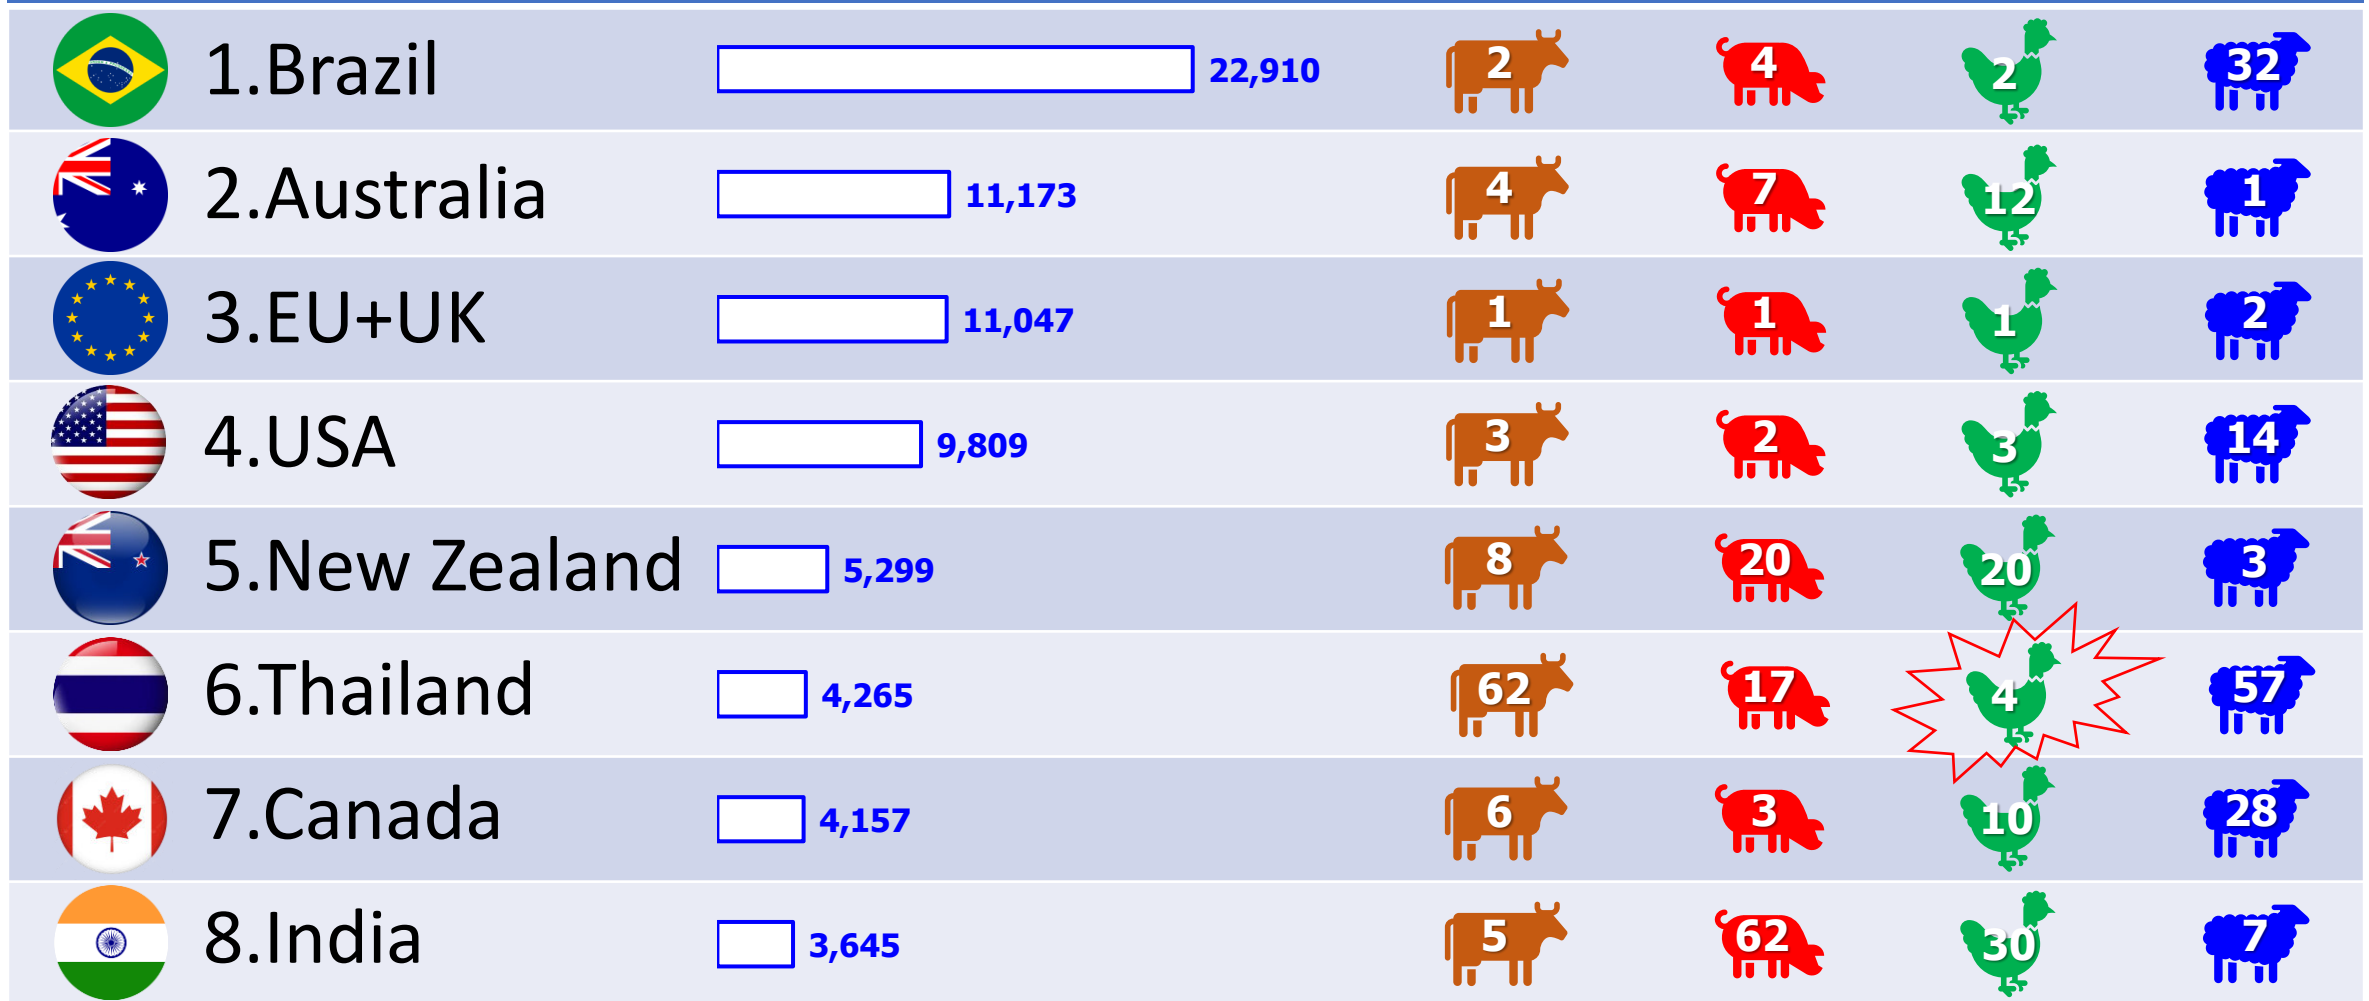 1.Brazil 22,910 2 4 2 32
2.Australia 11,173 4 7 12 1
3.EU+UK 11,047 1 1 1 2
4.USA 9,809 3 2 3 14
5.New Zealand 5,299 8 20 20 3
6.Thailand 4,265 62 17 4 57
7.Canada 4,157 6 3 10 28
8.India 3,645 5 62 30 7